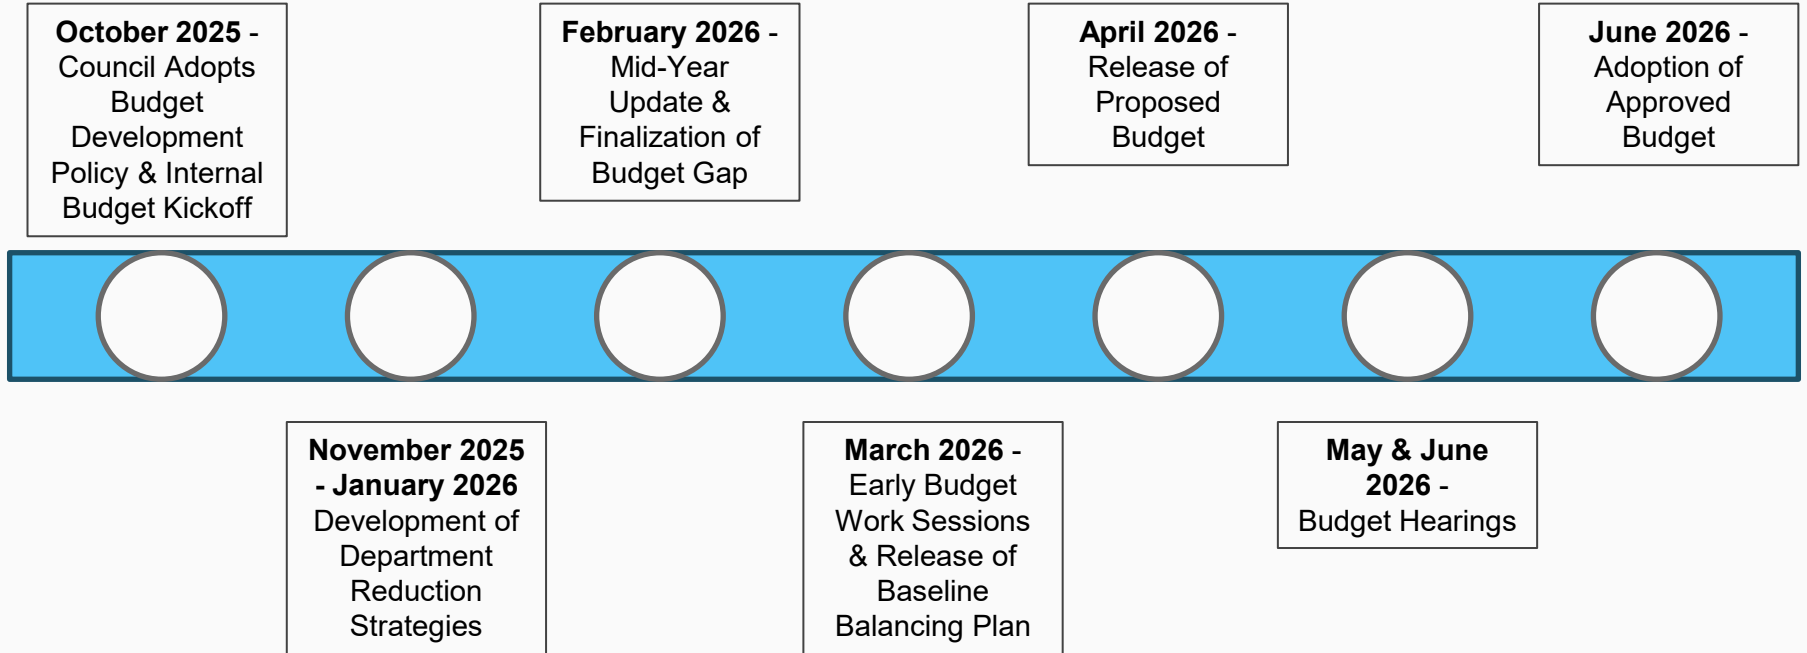 October 2025 -
Council Adopts
Budget
Development
Policy & Internal
Budget Kickoff
November 2025
- January 2026
Development of
Department
Reduction
Strategies
February 2026 -
Mid-Year
Update &
Finalization of
Budget Gap
March 2026 -
Early Budget
Work Sessions
& Release of
Baseline
Balancing Plan
April 2026 -
Release of
Proposed
Budget
May & June
2026 -
Budget Hearings
June 2026 -
Adoption of
Approved
Budget